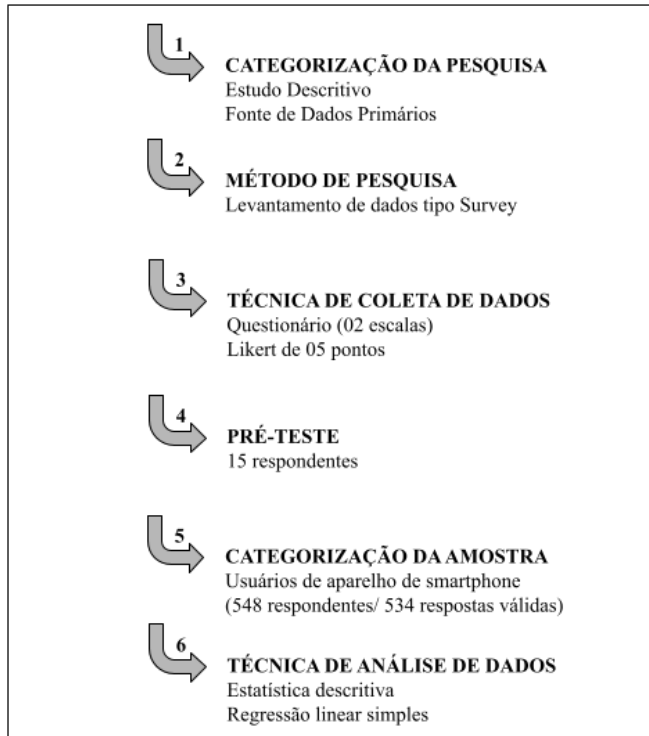 1
CATEGORIZAÇÃO DA PESQUISA
Estudo Descritivo
Fonte de Dados Primários
2
MÉTODO DE PESQUISA
Levantamento de dados tipo Survey
3
TÉCNICA DE COLETA DE DADOS
Questionário (02 escalas)
Likert de 05 pontos
4
PRÉ-TESTE
15 respondentes
5
CATEGORIZAÇÃO DA AMOSTRA
Usuários de aparelho de smartphone
(548 respondentes/ 534 respostas válidas)
6
TÉCNICA DE ANÁLISE DE DADOS
Estatística descritiva
Regressão linear simples